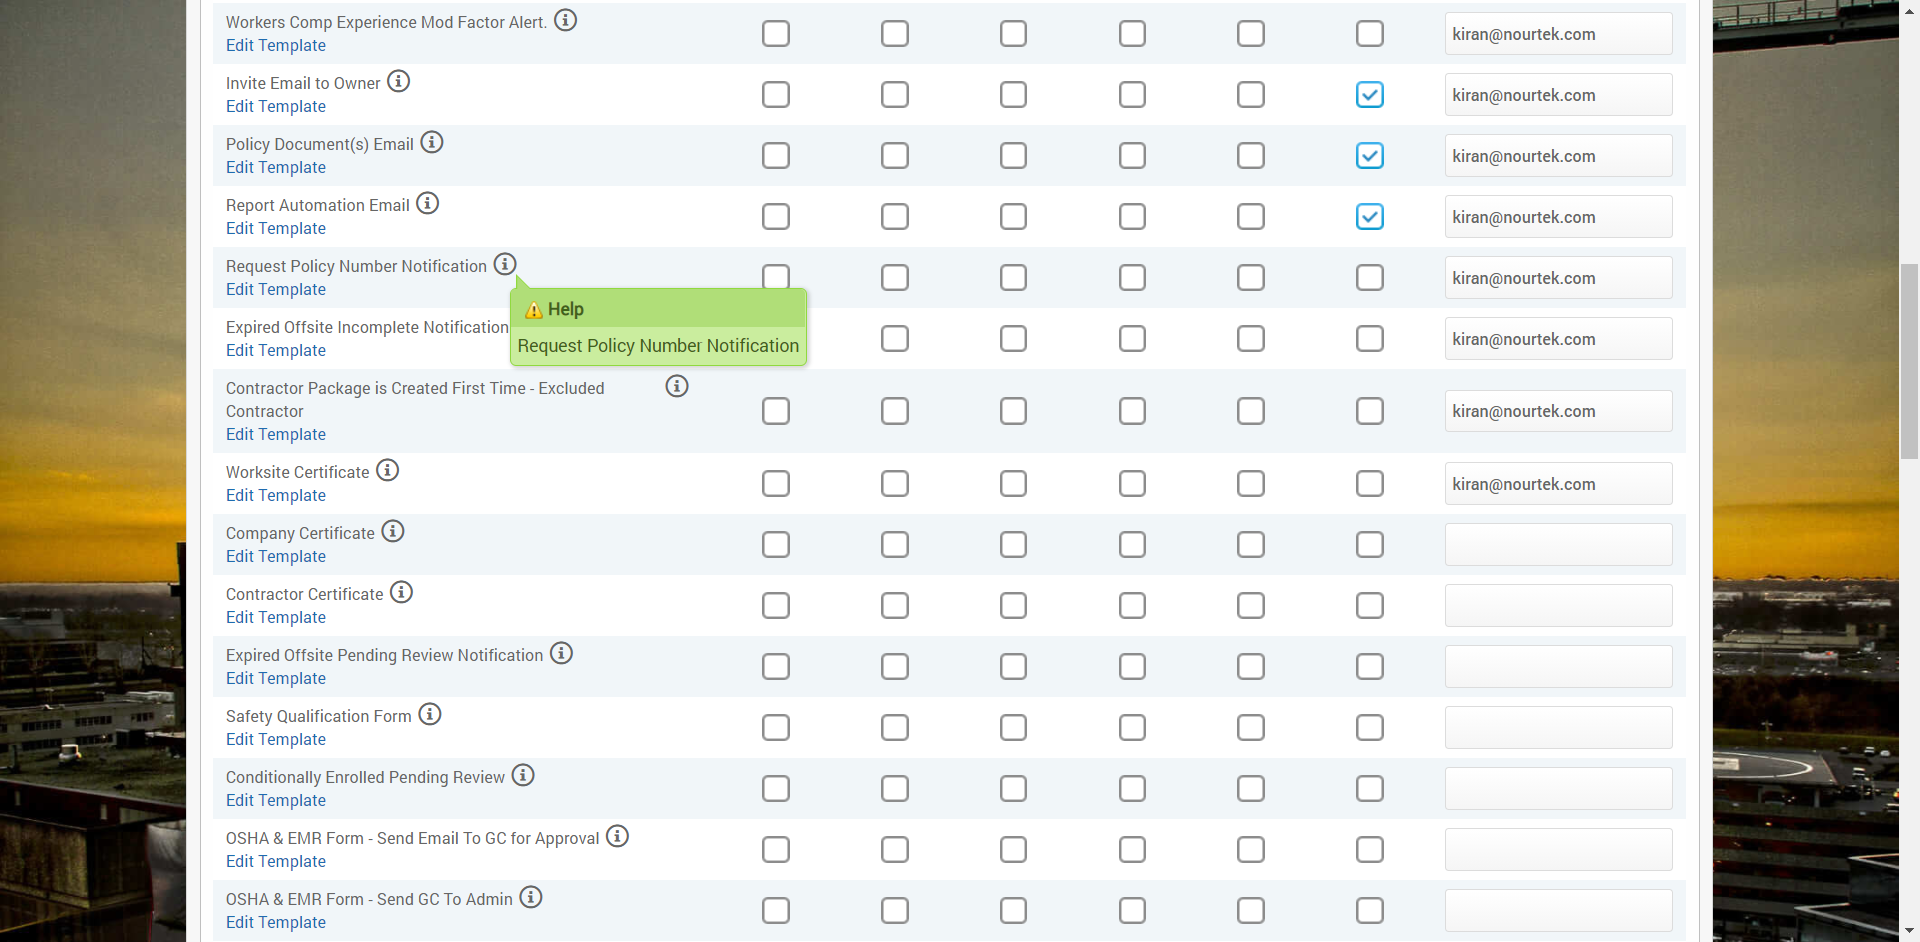 Workers Comp Experience Mod Factor Alert.
Edit Template
kiran@nourtek.com
Invite Email to Owner
Edit Template
kiran@nourtek.com
Policy Document(s) Email
Edit Template
kiran@nourtek.com
Report Automation Email
Edit Template
kiran@nourtek.com
Request Policy Number Notification
Edit Template
kiran@nourtek.com
Help
Request Policy Number Notification
Expired Offsite Incomplete Notification
Edit Template
kiran@nourtek.com
Contractor Package is Created First Time - Excluded
Contractor
Edit Template
kiran@nourtek.com
Worksite Certificate
Edit Template
kiran@nourtek.com
Company Certificate
Edit Template
Contractor Certificate
Edit Template
Expired Offsite Pending Review Notification
Edit Template
Safety Qualification Form
Edit Template
Conditionally Enrolled Pending Review
Edit Template
OSHA & EMR Form - Send Email To GC for Approval
Edit Template
OSHA & EMR Form - Send GC To Admin
Edit Template